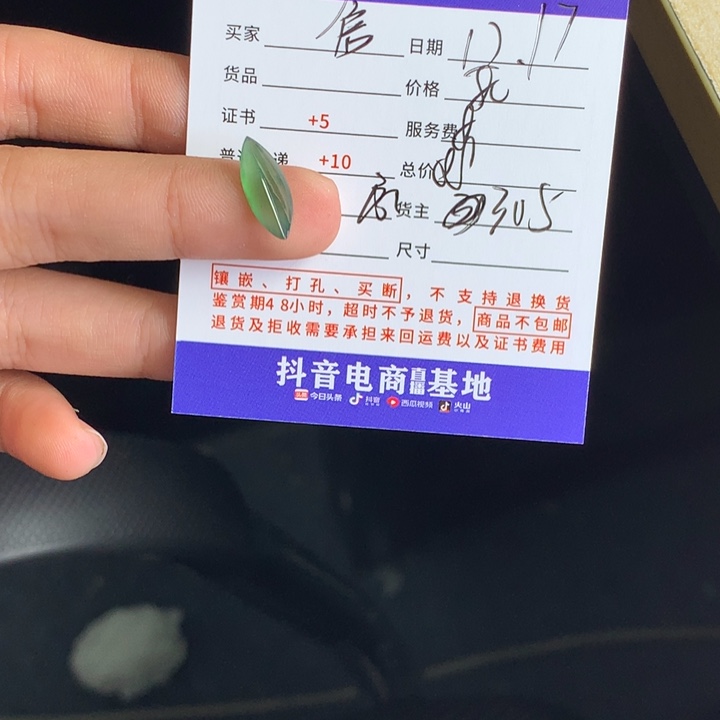 买家 日期 12.17
货品 价格
证书 +5 服务费
普 递 +10 总价
货主 305
尺寸
镶嵌、打孔、买断，不支持退换货
鉴赏期48小时，超时不予退货，商品不包邮
退货及拒收需要承担来回运费以及证书费用
抖音电商直播基地
今日头条 抖音 西瓜视频 火山